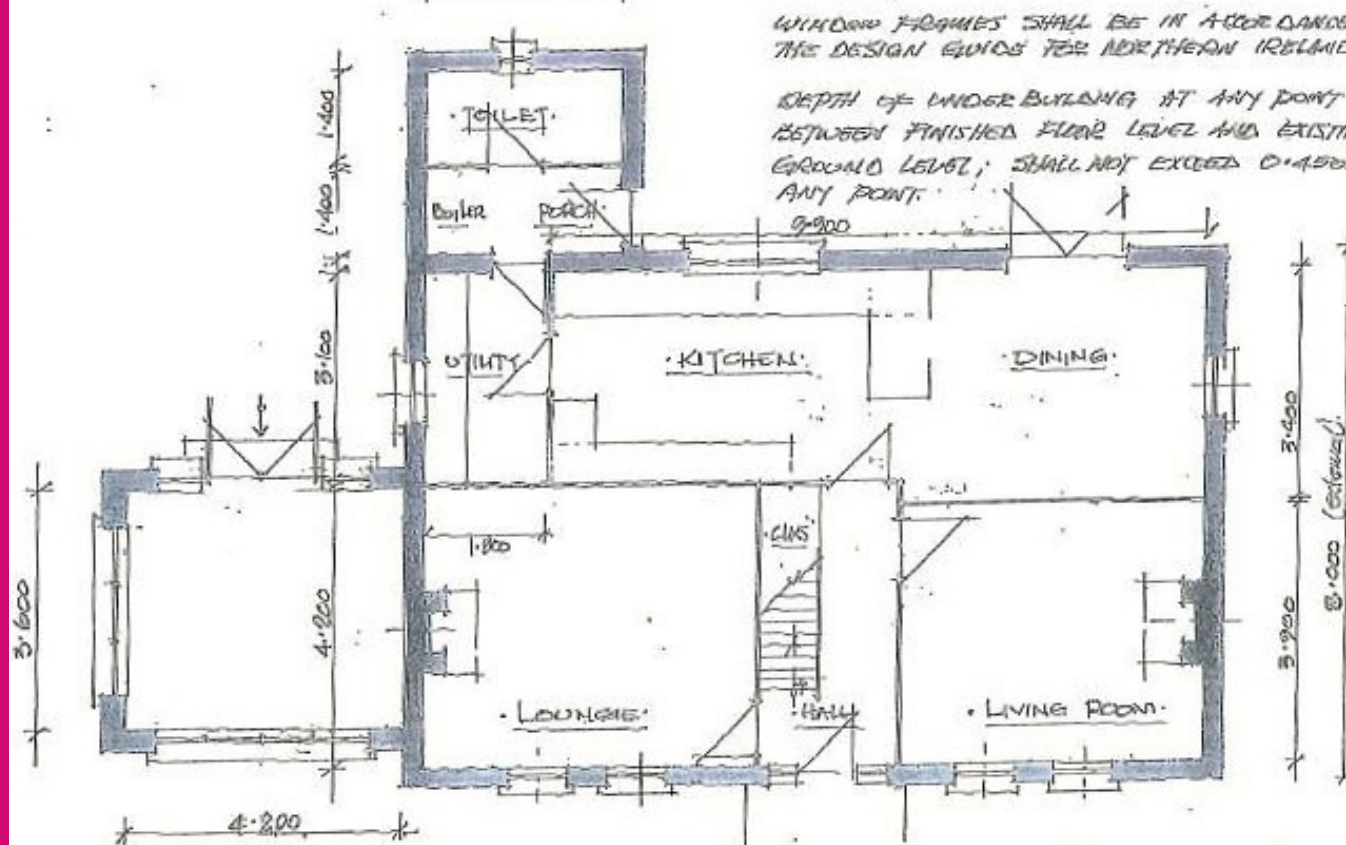 WINDOW FRAMES SHALL BE IN ACCORDANCE
THE DESIGN GUIDE FOR NORTHERN IRELAND
DEPTH OF UNDER BUILDING AT ANY POINT
BETWEEN FINISHED FLOOR LEVEL AND
GROUND LEVEL; SHALL NOT EXCEED 0.450
ANY POINT.
1.400
TOILET
1.400
BOILER
PORCH
9.900
3.100
UTILITY
KITCHEN
DINING
3.400
8.000
1.800
3.600
4.200
3.900
LOUNGE
HALL
LIVING ROOM
4.200